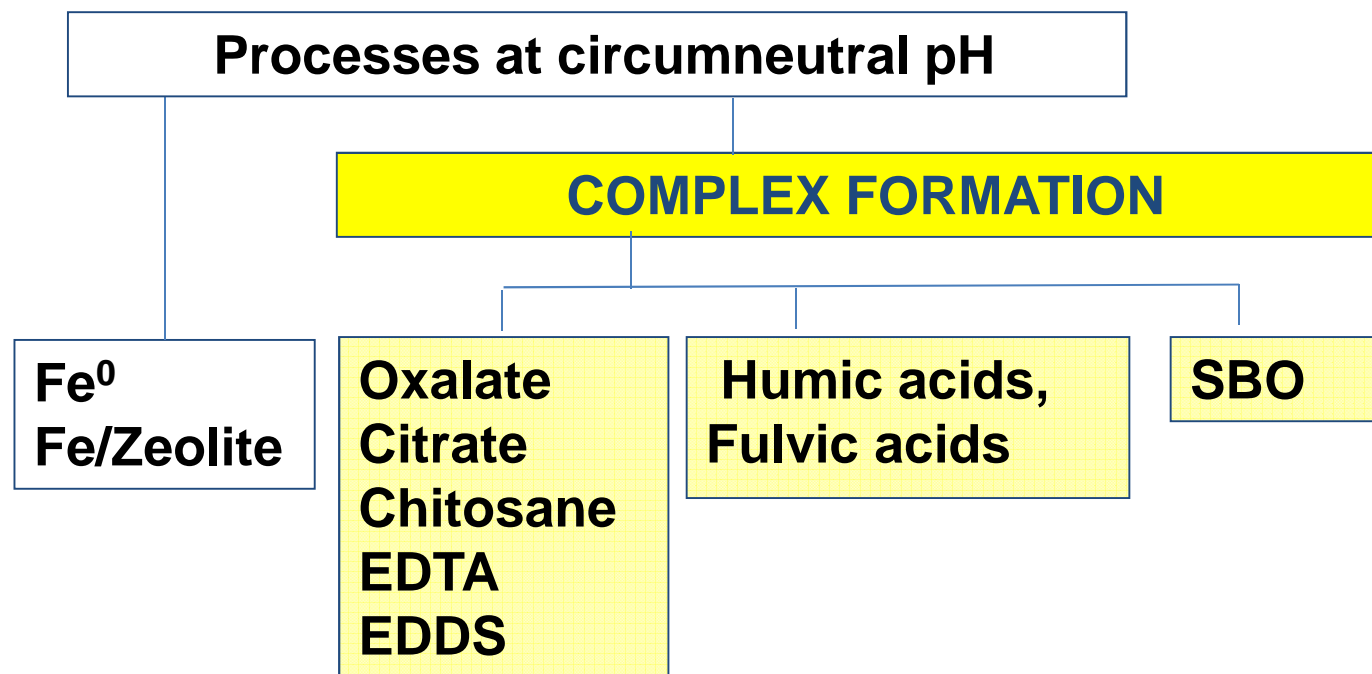 Processes at circumneutral pH
COMPLEX FORMATION
Fe⁰
Fe/Zeolite
Oxalate
Citrate
Chitosane
EDTA
EDDS
Humic acids,
Fulvic acids
SBO